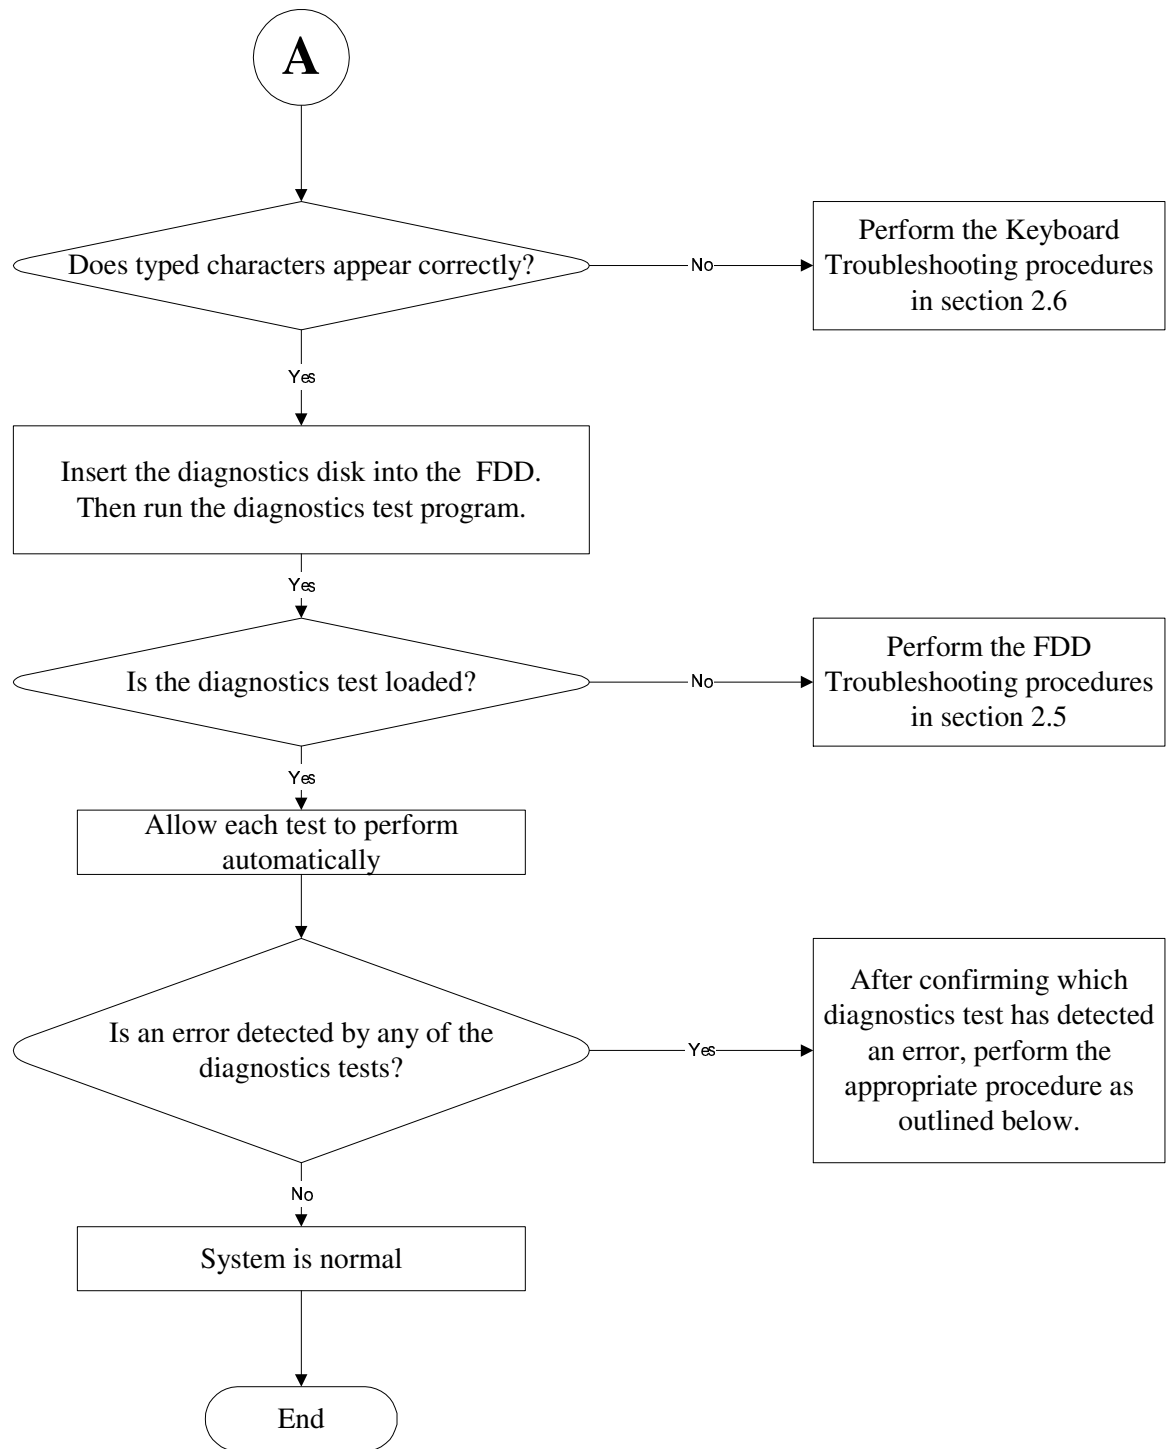 A
Does typed characters appear correctly?
No
Perform the Keyboard
Troubleshooting procedures
in section 2.6
Yes
Insert the diagnostics disk into the FDD.
Then run the diagnostics test program.
Yes
Is the diagnostics test loaded?
No
Perform the FDD
Troubleshooting procedures
in section 2.5
Yes
Allow each test to perform
automatically
Is an error detected by any of the
diagnostics tests?
Yes
After confirming which
diagnostics test has detected
an error, perform the
appropriate procedure as
outlined below.
No
System is normal
End